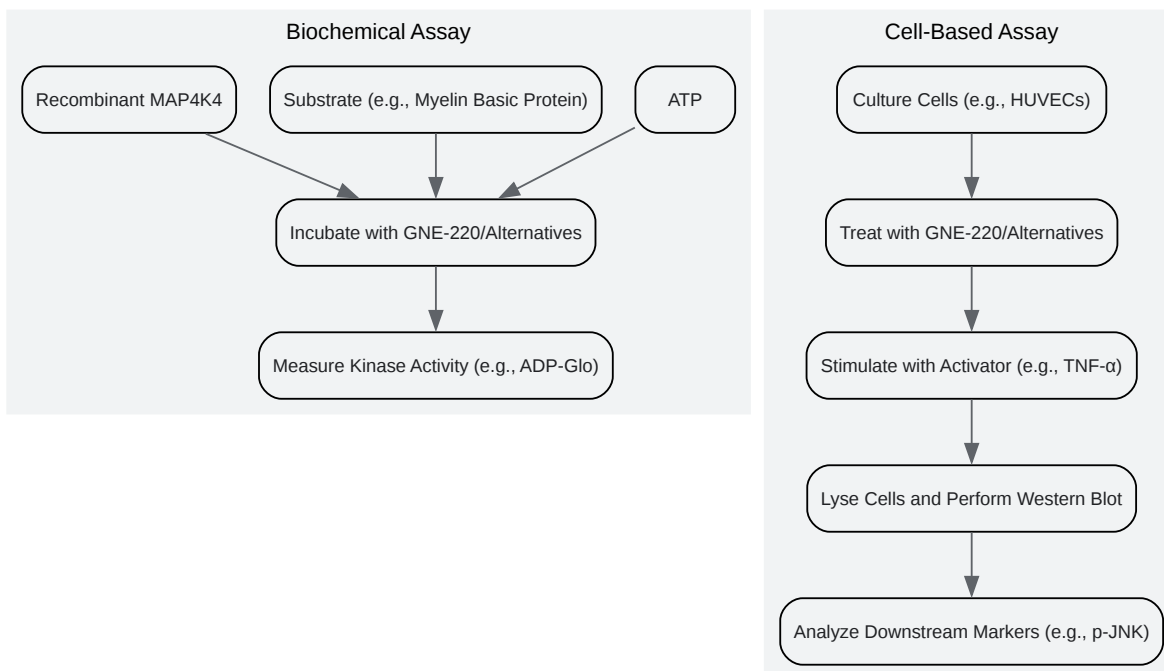 Biochemical Assay
Recombinant MAP4K4
Substrate (e.g., Myelin Basic Protein)
ATP
Incubate with GNE-220/Alternatives
Measure Kinase Activity (e.g., ADP-Glo)
Cell-Based Assay
Culture Cells (e.g., HUVECs)
Treat with GNE-220/Alternatives
Stimulate with Activator (e.g., TNF-α)
Lyse Cells and Perform Western Blot
Analyze Downstream Markers (e.g., p-JNK)